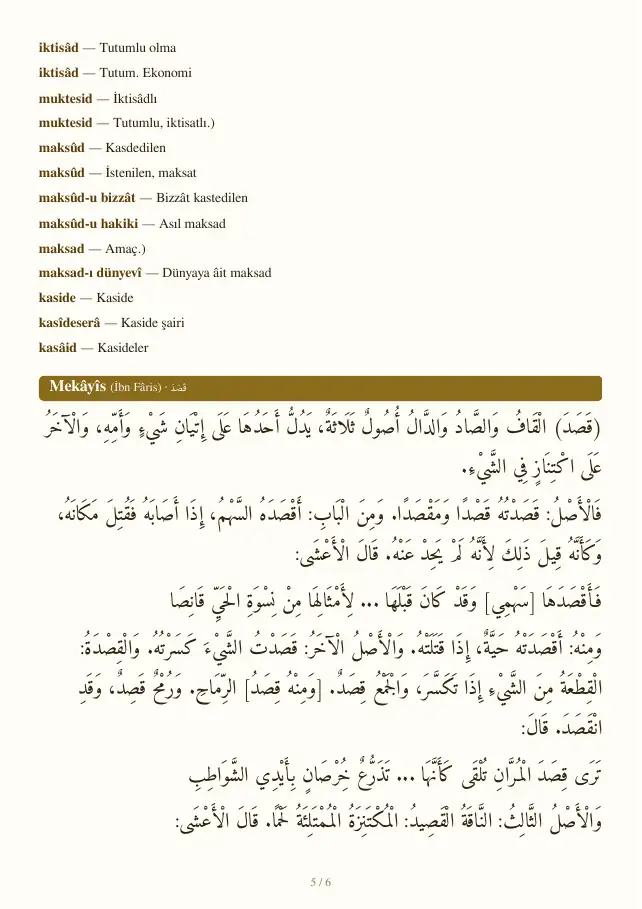 iktisâd — Tutumlu olma
iktisâd — Tutum. Ekonomi
muktesid — İktisâdlı
muktesid — Tutumlu, iktisatlı.)
maksûd — Kasdedilen
maksûd — İstenilen, maksat
maksûd-u bizzât — Bizzât kastedilen
maksûd-u hakiki — Asıl maksad
maksad — Amaç.)
maksad-ı dünyevî — Dünyaya âit maksad
kaside — Kaside
kasîdeserâ — Kaside şairi
kasâid — Kasideler
Mekâyîs (İbn Fâris) · قَصَدَ
(قَصَدَ) الْقَافُ وَالصَّادُ وَالدَّالُ أُصُولٌ ثَلَاثَةٌ، يَدُلُّ أَحَدُهَا عَلَى إِتْيَانِ شَيْءٍ وَأَمِّهِ، وَالْآخَرُ
عَلَى اكْتِنَازٍ فِي الشَّيْءِ.
فَالْأَصْلُ: قَصَدْتُهُ قَصْدًا وَمَقْصَدًا. وَمِنَ الْبَابِ: أَقْصَدَهُ السَّهْمُ، إِذَا أَصَابَهُ فَقُتِلَ مَكَانَهُ،
وَكَأَنَّهُ قِيلَ ذَلِكَ لِأَنَّهُ لَمْ يَحِدْ عَنْهُ. قَالَ الْأَعْشَى:
فَأَقْصَدَهَا [سَهْمِي] وَقَدْ كَانَ قَبْلَهَا ... لِأَمْثَالِهَا مِنْ نِسْوَةِ الْحَيِّ قَانِصَا
وَمِنْهُ: أَقْصَدَتْهُ حَيَّةٌ، إِذَا قَتَلَتْهُ. وَالْأَصْلُ الْآخَرُ: قَصَدْتُ الشَّيْءَ كَسَرْتُهُ. وَالْقِصْدَةُ:
الْقِطْعَةُ مِنَ الشَّيْءِ إِذَا تَكَسَّرَ، وَالْجَمْعُ قِصَدٌ. [وَمِنْهُ قِصَدُ] الرِّمَاحِ. وَرُمْحٌ قَصِدٌ، وَقَدِ
انْقَصَدَ. قَالَ:
تَرَى قِصَدَ الْمُرَّانِ تُلْقَى كَأَنَّهَا ... تَذَرُّعُ خُرْصَانٍ بِأَيْدِي الشَّوَاطِبِ
وَالْأَصْلُ الثَّالِثُ: النَّاقَةُ الْقَصِيدُ: الْمُكْتَنِزَةُ الْمُمْتَلِئَةُ لَحْمًا. قَالَ الْأَعْشَى:
5 / 6